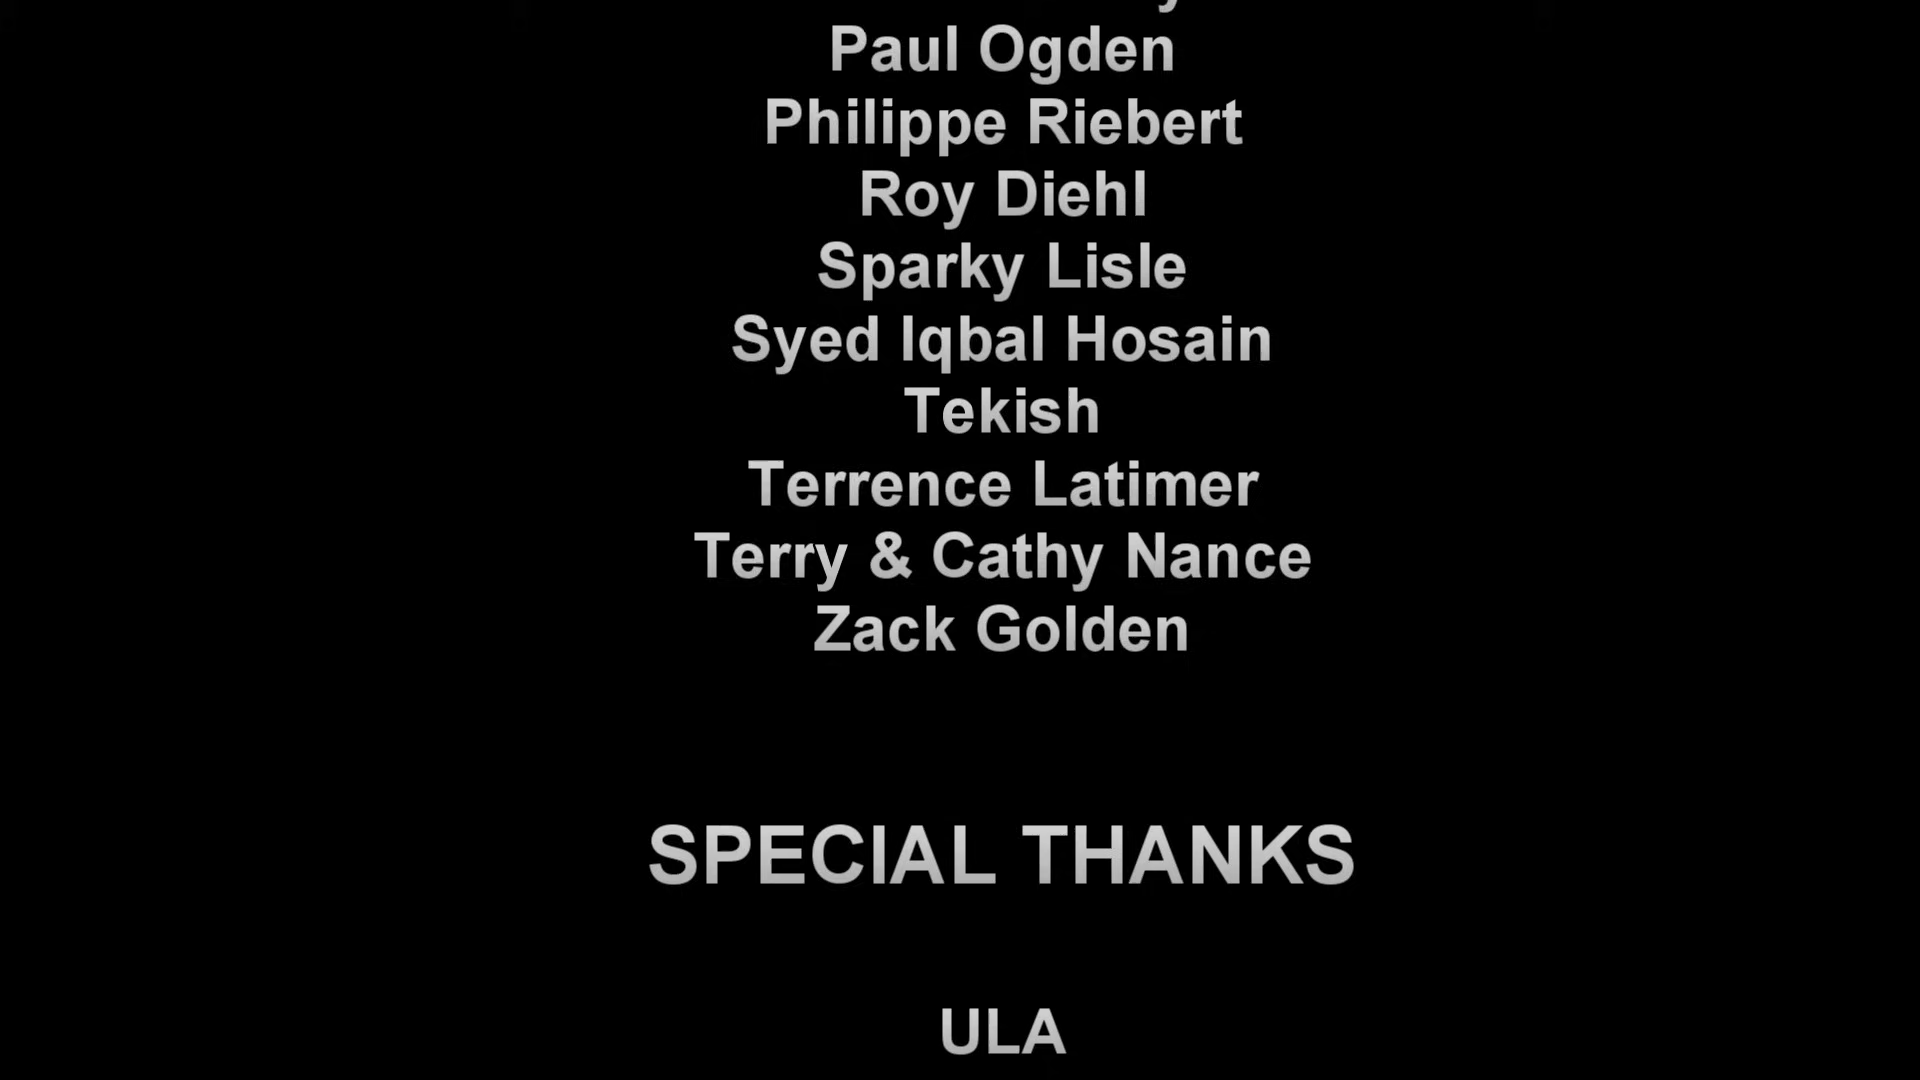 Paul Ogden
Philippe Riebert
Roy Diehl
Sparky Lisle
Syed Iqbal Hosain
Tekish
Terrence Latimer
Terry & Cathy Nance
Zack Golden
SPECIAL THANKS
ULA